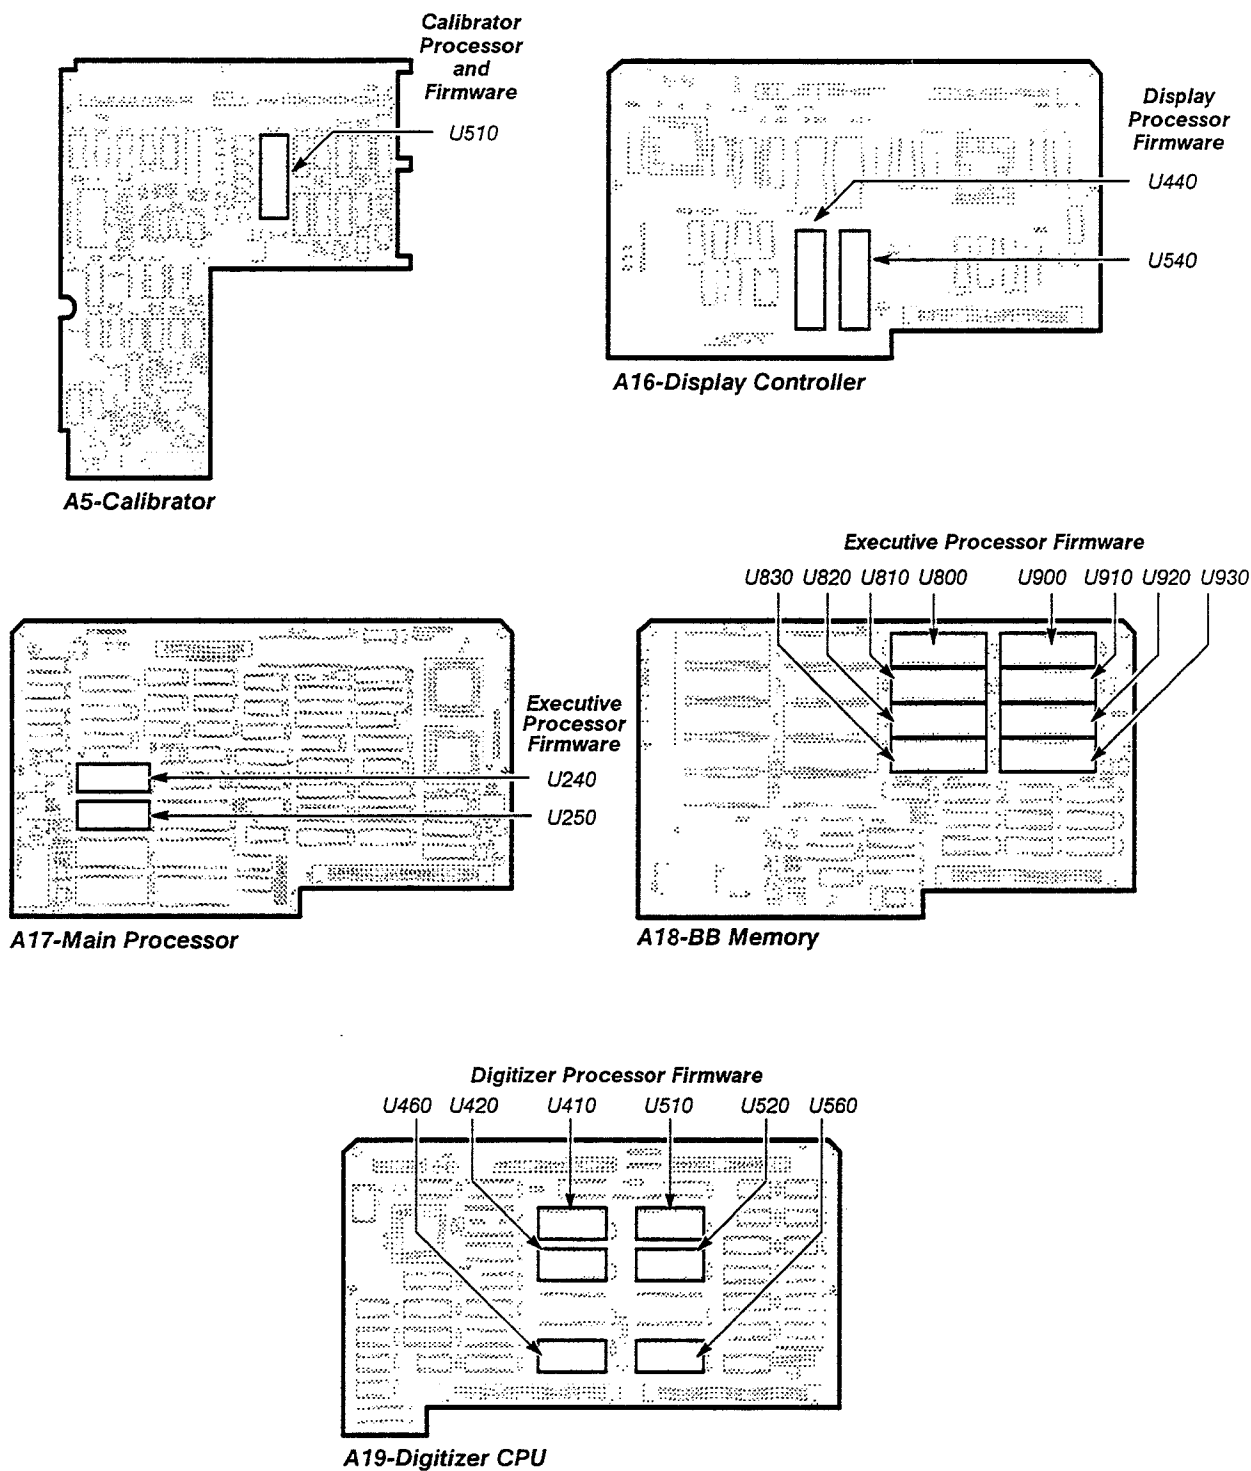 Calibrator
Processor
and
Firmware
U510
A5-Calibrator
Display
Processor
Firmware
U440
U540
A16-Display Controller
Executive
Processor
Firmware
U240
U250
A17-Main Processor
Executive Processor Firmware
U830 U820 U810 U800 U900 U910 U920 U930
A18-BB Memory
Digitizer Processor Firmware
U460 U420 U410 U510 U520 U560
A19-Digitizer CPU